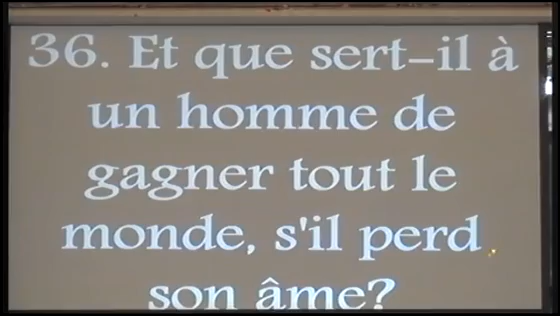 36. Et que sert-il à
un homme de
gagner tout le
monde, s'il perd
son âme?